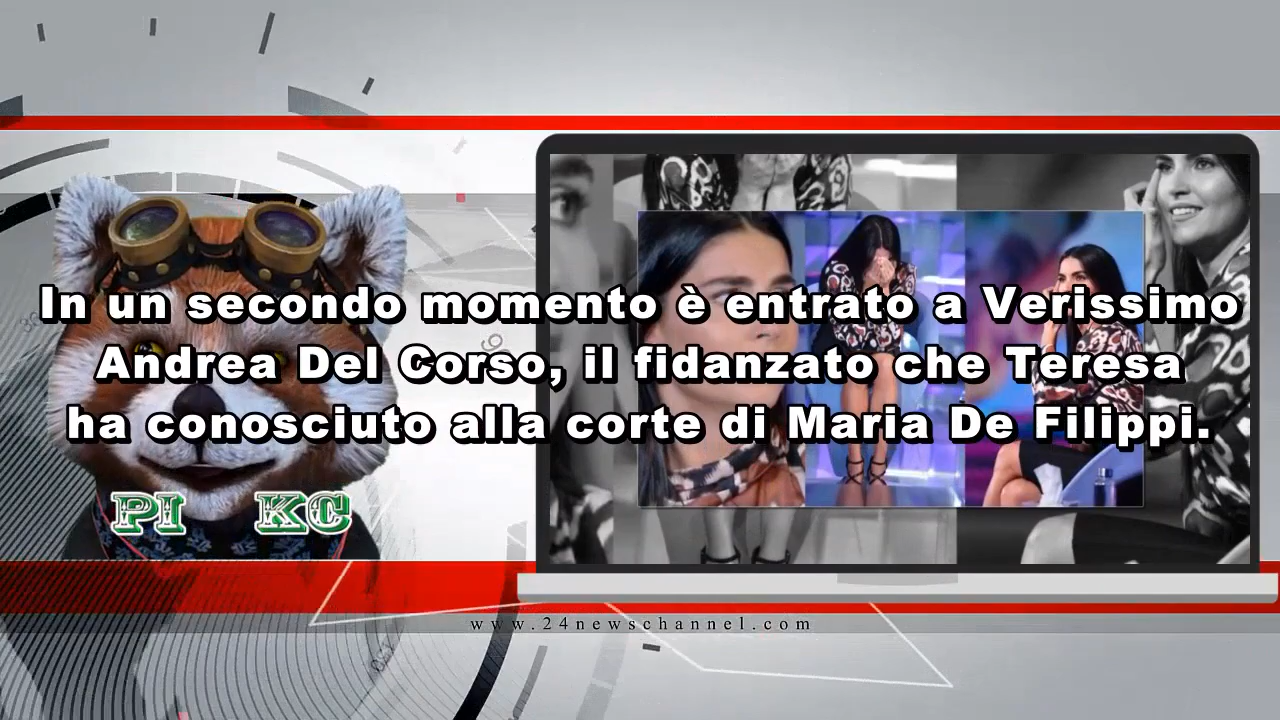 In un secondo momento è entrato a Verissimo
Andrea Del Corso, il fidanzato che Teresa
ha conosciuto alla corte di Maria De Filippi.
PI KC
www.24newschannel.com